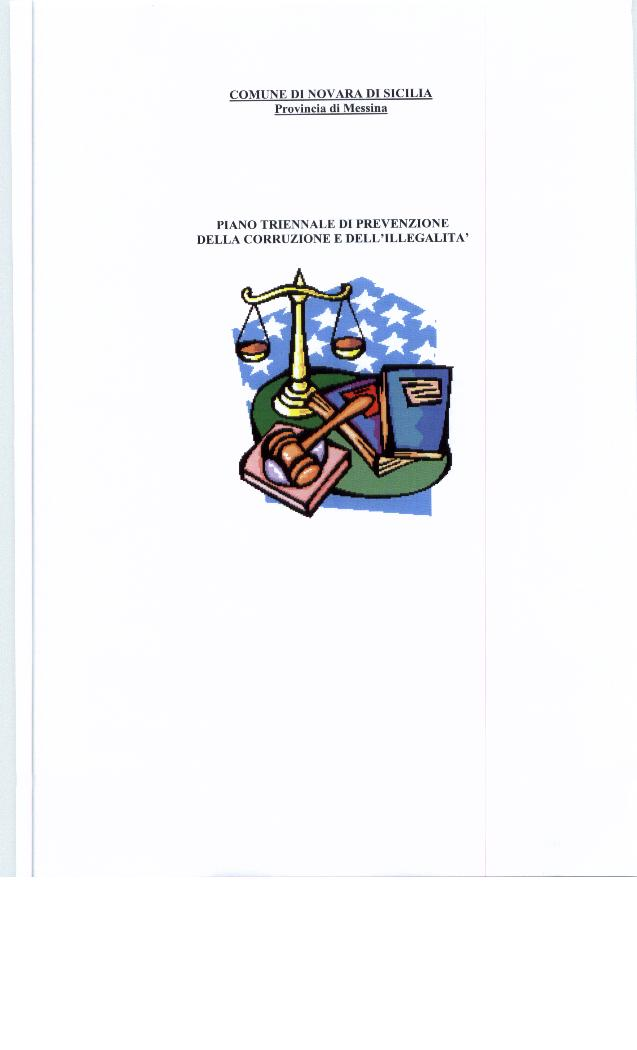 COMUNE DI NOVARA DI SICILIA
Provincia di Messina
PIANO TRIENNALE DI PREVENZIONE
DELLA CORRUZIONE E DELL'ILLEGALITA'